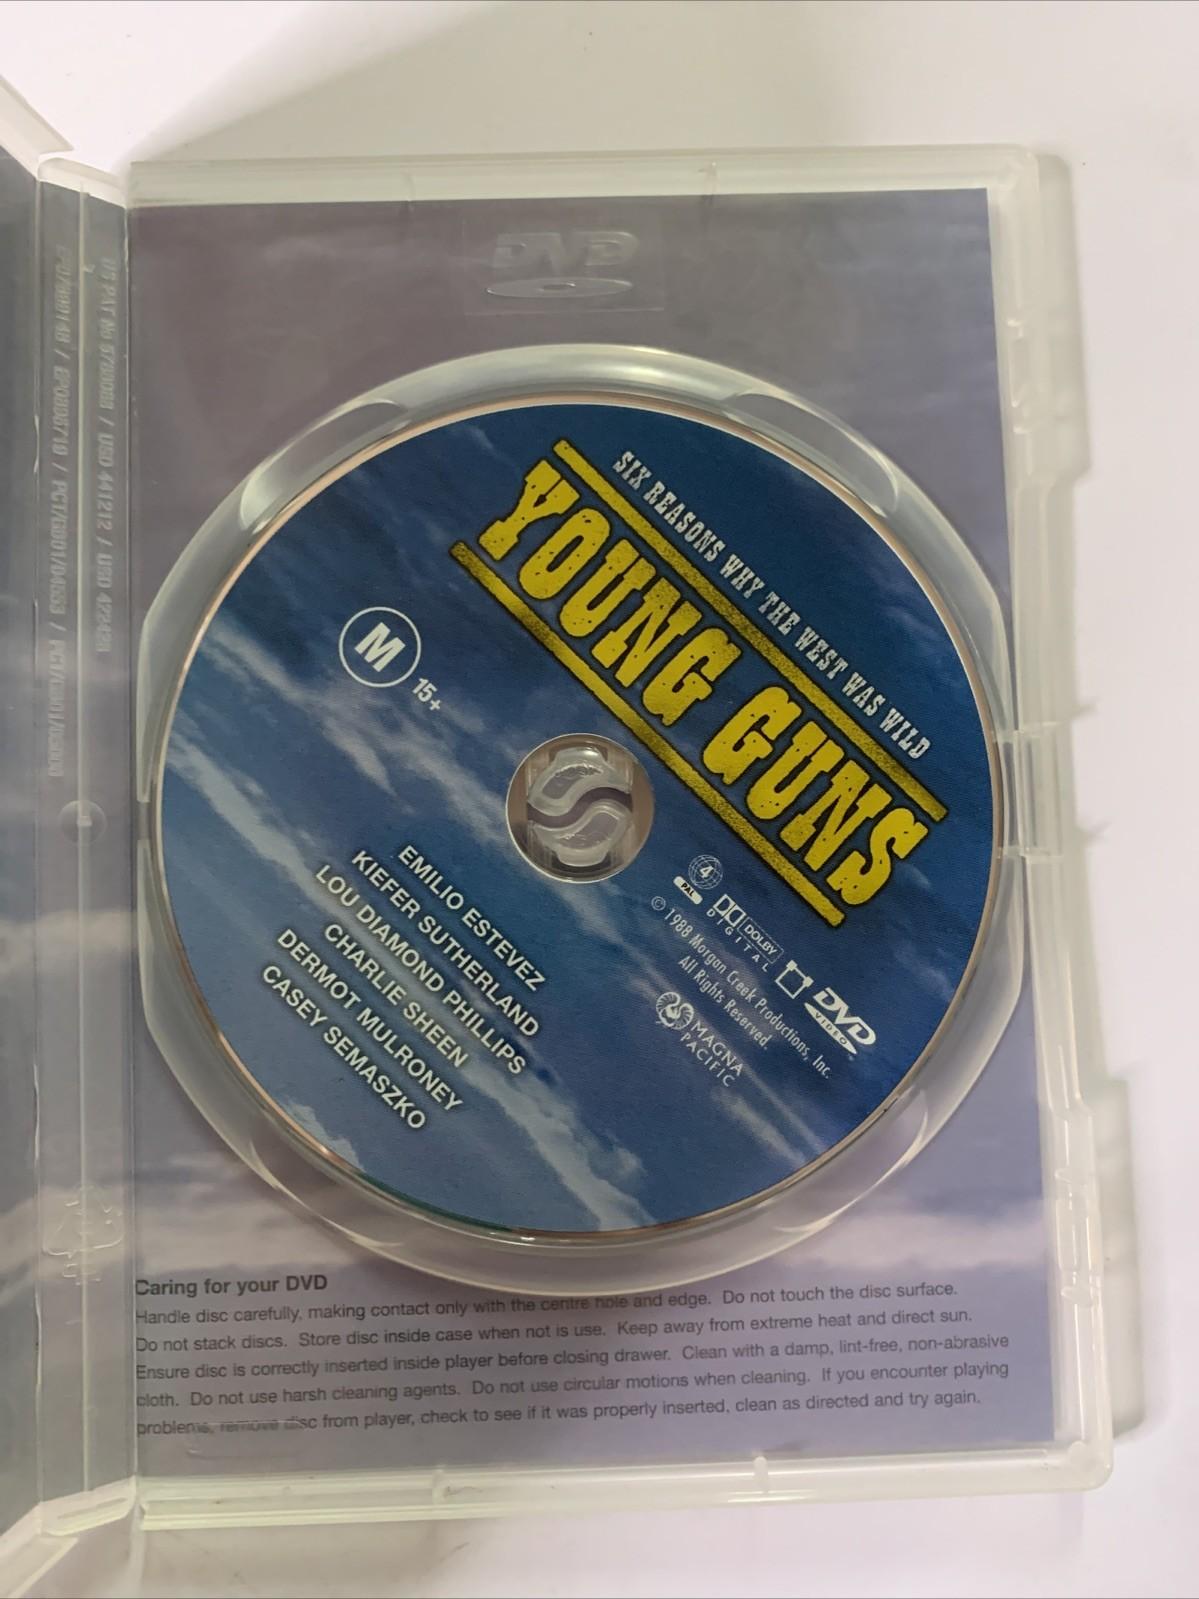 DVD
SIX REASONS WHY THE WEST WAS WILD
YOUNG GUNS
M 15+
4
PAL
DOLBY
DIGITAL
DVD
VIDEO
© 1988 Morgan Creek Productions, Inc.
All Rights Reserved.
MAGNA
PACIFIC
EMILIO ESTEVEZ
KIEFER SUTHERLAND
LOU DIAMOND PHILLIPS
CHARLIE SHEEN
DERMOT MULRONEY
CASEY SEMASZKO
Caring for your DVD
Handle disc carefully, making contact only with the centre hole and edge. Do not touch the disc surface.
Do not stack discs. Store disc inside case when not is use. Keep away from extreme heat and direct sun.
Ensure disc is correctly inserted inside player before closing drawer. Clean with a damp, lint-free, non-abrasive
cloth. Do not use harsh cleaning agents. Do not use circular motions when cleaning. If you encounter playing
problems, remove disc from player, check to see if it was properly inserted, clean as directed and try again.